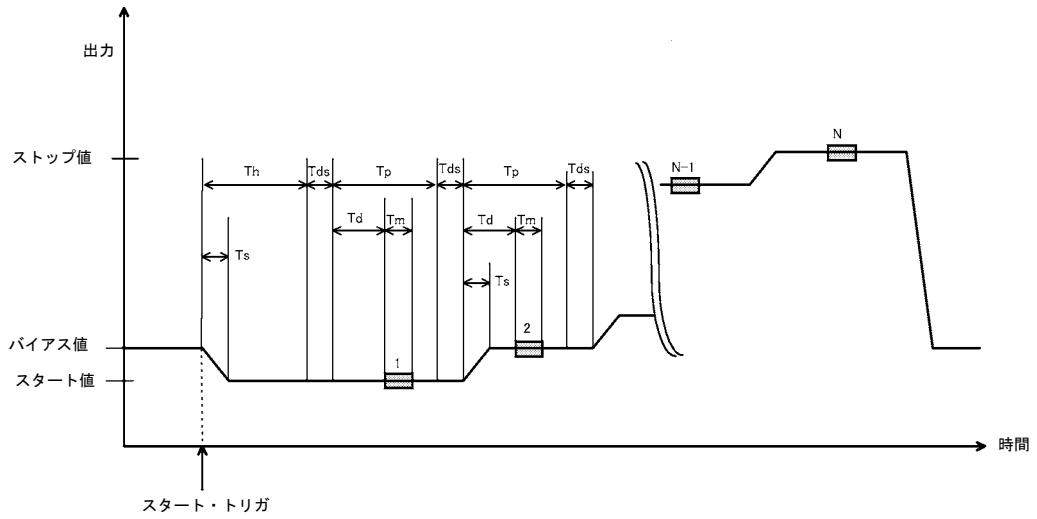 出力
N
ストップ値
Th
Tds
Tp
Tds
Tp
Tds
N-1
Td
Tm
Td
Tm
Ts
Ts
2
バイアス値
1
スタート値
時間
スタート・トリガ